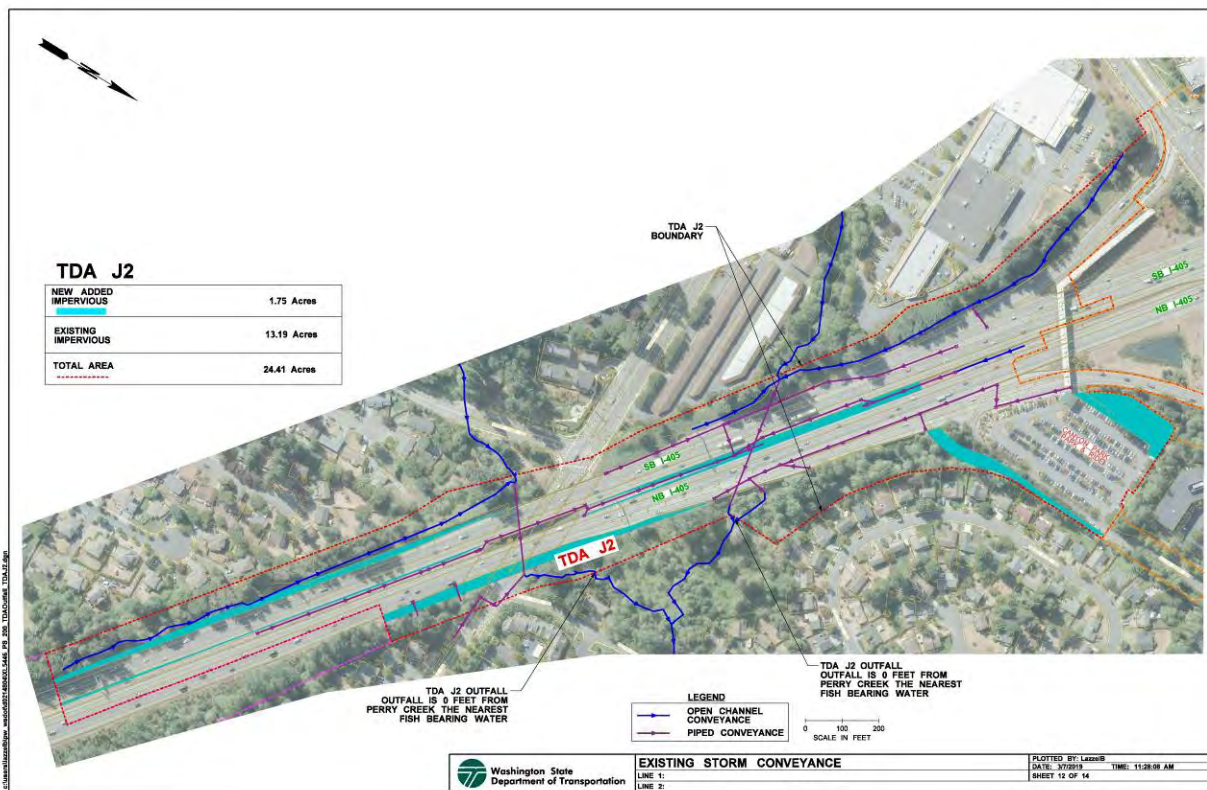 N
TDA J2
NEW ADDED
IMPERVIOUS
1.75 Acres
EXISTING
IMPERVIOUS
13.19 Acres
TOTAL AREA
24.41 Acres
TDA J2
BOUNDARY
SB I-405
NB I-405
SB I-405
NB I-405
CANYON PARK
PARK & RIDE
TDA J2
TDA J2 OUTFALL
OUTFALL IS 0 FEET FROM
PERRY CREEK THE NEAREST
FISH BEARING WATER
TDA J2 OUTFALL
OUTFALL IS 0 FEET FROM
PERRY CREEK THE NEAREST
FISH BEARING WATER
LEGEND
OPEN CHANNEL
CONVEYANCE
PIPED CONVEYANCE
0 100 200
SCALE IN FEET
Washington State
Department of Transportation
EXISTING STORM CONVEYANCE
LINE 1:
LINE 2:
PLOTTED BY: LazzelB
DATE: 3/7/2019 TIME: 11:28:08 AM
SHEET 12 OF 14